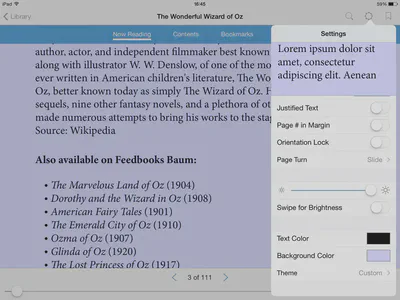 iPad
18:45
Library
The Wonderful Wizard of Oz
Now Reading
Contents
Bookmarks
author, actor, and independent filmmaker best known
along with illustrator W. W. Denslow, of one of the mo
ever written in American children's literature, The Wo
Oz, better known today as simply The Wizard of Oz. H
sequels, nine other fantasy novels, and a plethora of ot
made numerous attempts to bring his works to the stag
Source: Wikipedia
Also available on Feedbooks Baum:
• The Marvelous Land of Oz (1904)
• Dorothy and the Wizard in Oz (1908)
• American Fairy Tales (1901)
• The Emerald City of Oz (1910)
• Ozma of Oz (1907)
• Glinda of Oz (1920)
• The Lost Princess of Oz (1917)
3 of 111
Settings
Lorem ipsum dolor sit
amet, consectetur
adipiscing elit. Aenean
Justified Text
Page # in Margin
Orientation Lock
Page Turn Slide
Swipe for Brightness
Text Color
Background Color
Theme Custom